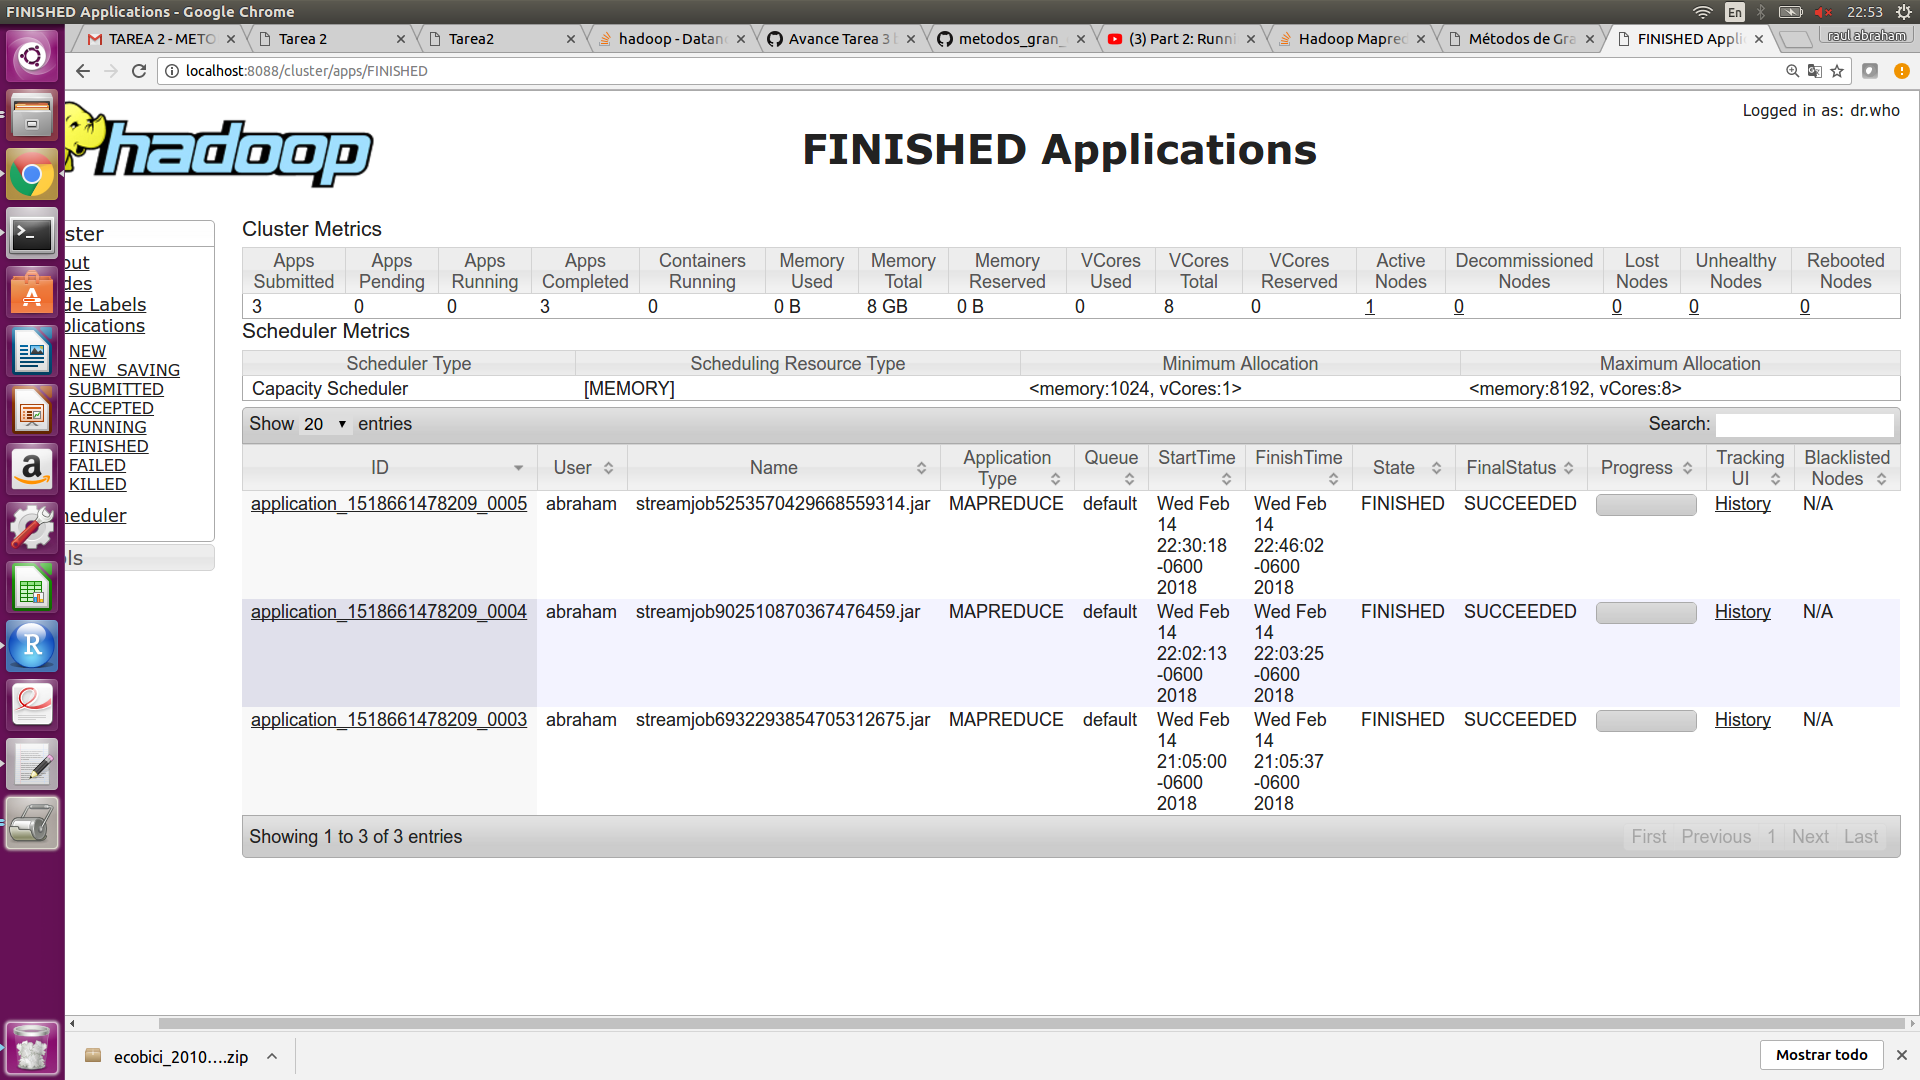 FINISHED Applications - Google Chrome
En
22:53
TAREA 2 - METO
Tarea 2
Tarea2
hadoop - Datan
Avance Tarea 3 b
metodos_gran_
(3) Part 2: Runni
Hadoop Mapred
Métodos de Gra
FINISHED Appli
raul abraham
localhost:8088/cluster/apps/FINISHED
hadoop
FINISHED Applications
Logged in as: dr.who
ster
out
des
de Labels
plications
NEW
NEW_SAVING
SUBMITTED
ACCEPTED
RUNNING
FINISHED
FAILED
KILLED
heduler
ols
Cluster Metrics
Apps Submitted
Apps Pending
Apps Running
Apps Completed
Containers Running
Memory Used
Memory Total
Memory Reserved
VCores Used
VCores Total
VCores Reserved
Active Nodes
Decommissioned Nodes
Lost Nodes
Unhealthy Nodes
Rebooted Nodes
3 0 0 3 0 0 B 8 GB 0 B 0 8 0 1 0 0 0 0
Scheduler Metrics
Scheduler Type Scheduling Resource Type Minimum Allocation Maximum Allocation
Capacity Scheduler [MEMORY] <memory:1024, vCores:1> <memory:8192, vCores:8>
Show 20 entries
Search:
ID
User
Name
Application Type
Queue
StartTime
FinishTime
State
FinalStatus
Progress
Tracking UI
Blacklisted Nodes
application_1518661478209_0005 abraham streamjob5253570429668559314.jar MAPREDUCE default Wed Feb 14 22:30:18 -0600 2018 Wed Feb 14 22:46:02 -0600 2018 FINISHED SUCCEEDED History N/A
application_1518661478209_0004 abraham streamjob902510870367476459.jar MAPREDUCE default Wed Feb 14 22:02:13 -0600 2018 Wed Feb 14 22:03:25 -0600 2018 FINISHED SUCCEEDED History N/A
application_1518661478209_0003 abraham streamjob6932293854705312675.jar MAPREDUCE default Wed Feb 14 21:05:00 -0600 2018 Wed Feb 14 21:05:37 -0600 2018 FINISHED SUCCEEDED History N/A
Showing 1 to 3 of 3 entries
First Previous 1 Next Last
ecobici_2010....zip
Mostrar todo